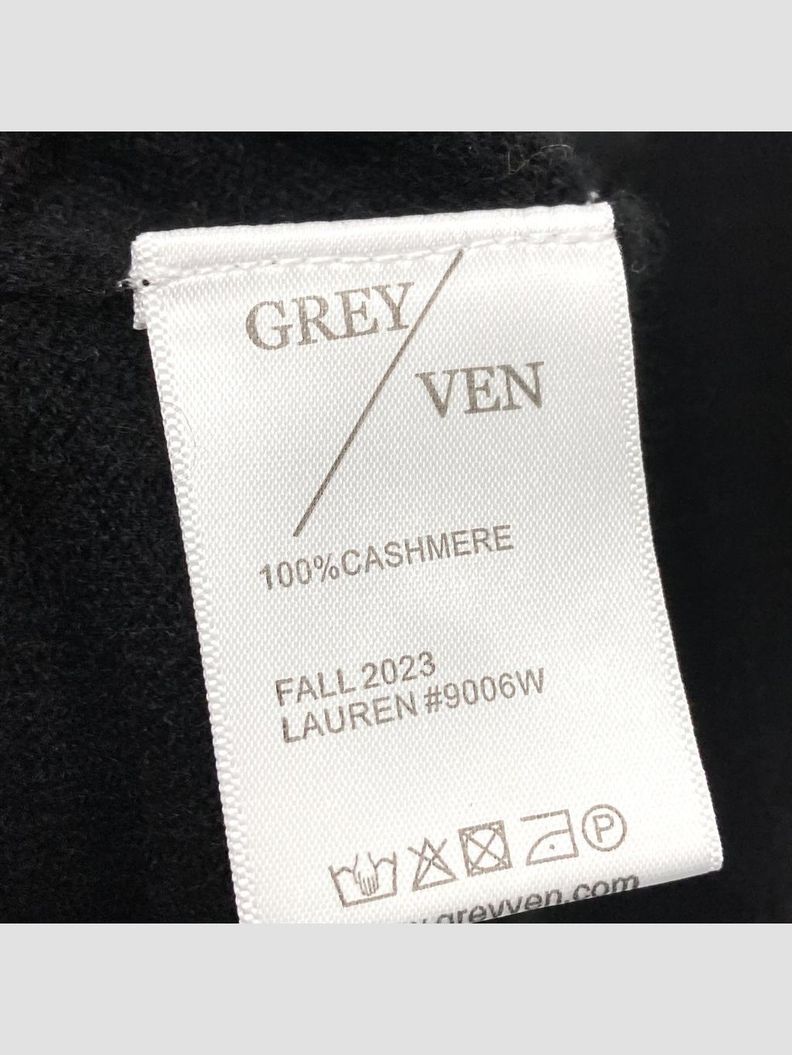 GREY
VEN
100%CASHMERE
FALL 2023
LAUREN #9006W
P
greyven.com